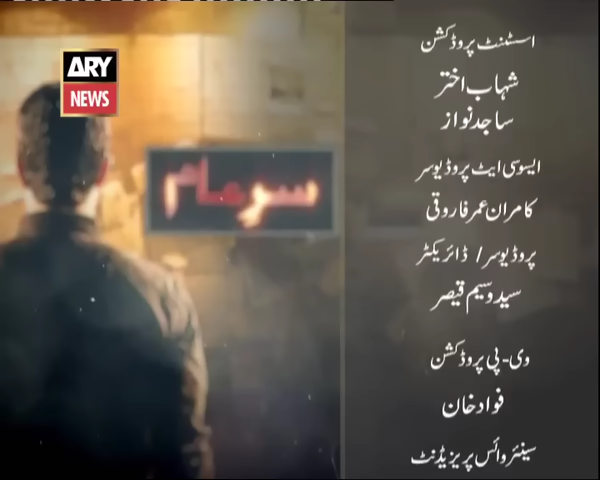 ARY
NEWS
سرعام
اسسٹنٹ پروڈکشن
شہاب اختر
ساجد نواز
ایسوسی ایٹ پروڈیوسر
کامران عمر فاروقی
پروڈیوسر / ڈائریکٹر
سید وسیم قیصر
وی-پی پروڈکشن
فواد خان
سینئر وائس پریزیڈنٹ